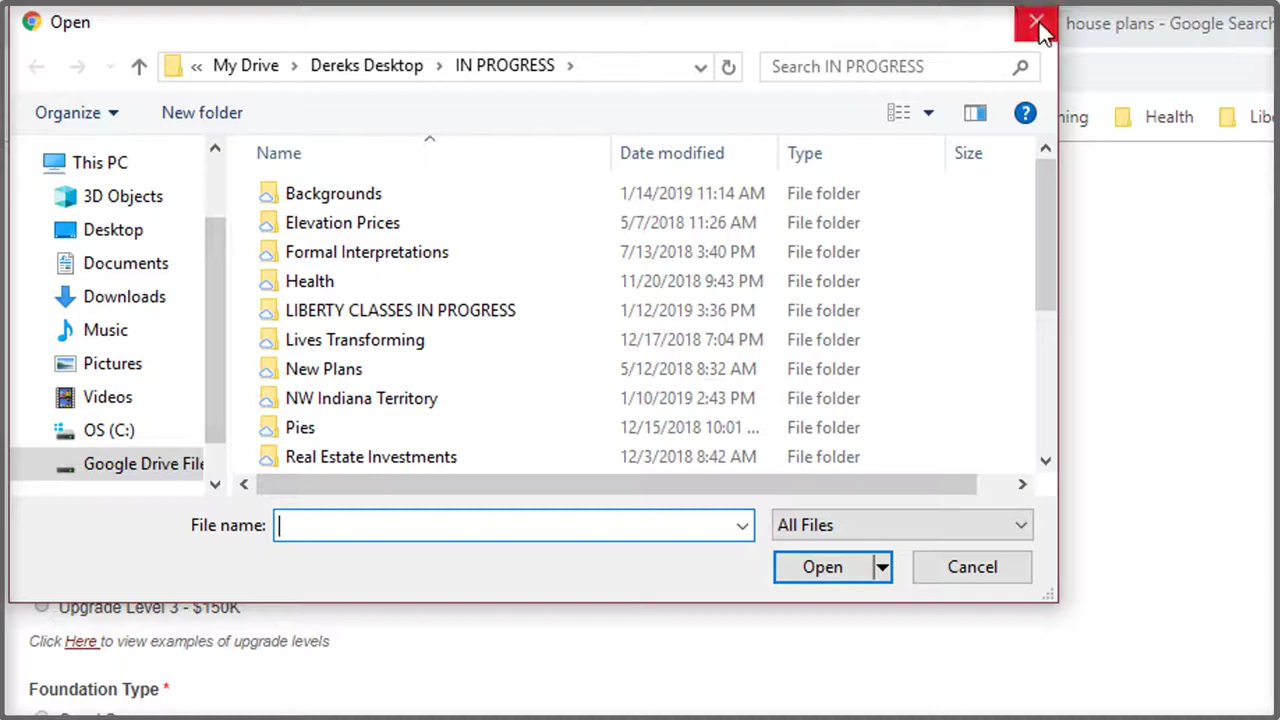 Open
house plans - Google Search
« My Drive > Dereks Desktop > IN PROGRESS >
Search IN PROGRESS
Organize
New folder
?
Health
Name
Date modified
Type
Size
This PC
3D Objects
Desktop
Documents
Downloads
Music
Pictures
Videos
OS (C:)
Google Drive File
Backgrounds 1/14/2019 11:14 AM File folder
Elevation Prices 5/7/2018 11:26 AM File folder
Formal Interpretations 7/13/2018 3:40 PM File folder
Health 11/20/2018 9:43 PM File folder
LIBERTY CLASSES IN PROGRESS 1/12/2019 3:36 PM File folder
Lives Transforming 12/17/2018 7:04 PM File folder
New Plans 5/12/2018 8:32 AM File folder
NW Indiana Territory 1/10/2019 2:43 PM File folder
Pies 12/15/2018 10:01 ... File folder
Real Estate Investments 12/3/2018 8:42 AM File folder
File name:
All Files
Open
Cancel
Upgrade Level 3 - $150K
Click Here to view examples of upgrade levels
Foundation Type *